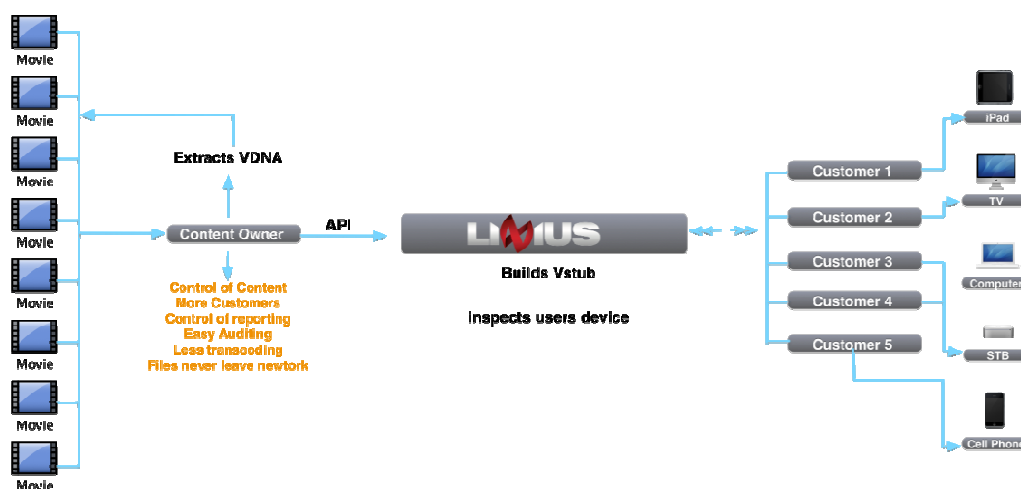 Movie
Movie
Movie
Movie
Movie
Movie
Movie
Movie
Extracts VDNA
Content Owner
API
Control of Content
More Customers
Control of reporting
Easy Auditing
Less transcoding
Files never leave newtork
LINIUS
Builds Vstub
Inspects users device
Customer 1
Customer 2
Customer 3
Customer 4
Customer 5
iPad
TV
Computer
STB
Cell Phone